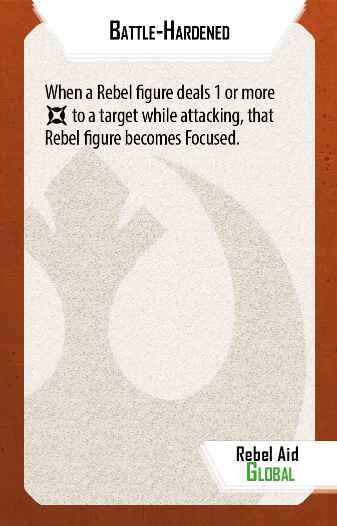 Battle-Hardened
When a Rebel figure deals 1 or more
to a target while attacking, that
Rebel figure becomes Focused.
Rebel Aid
Global